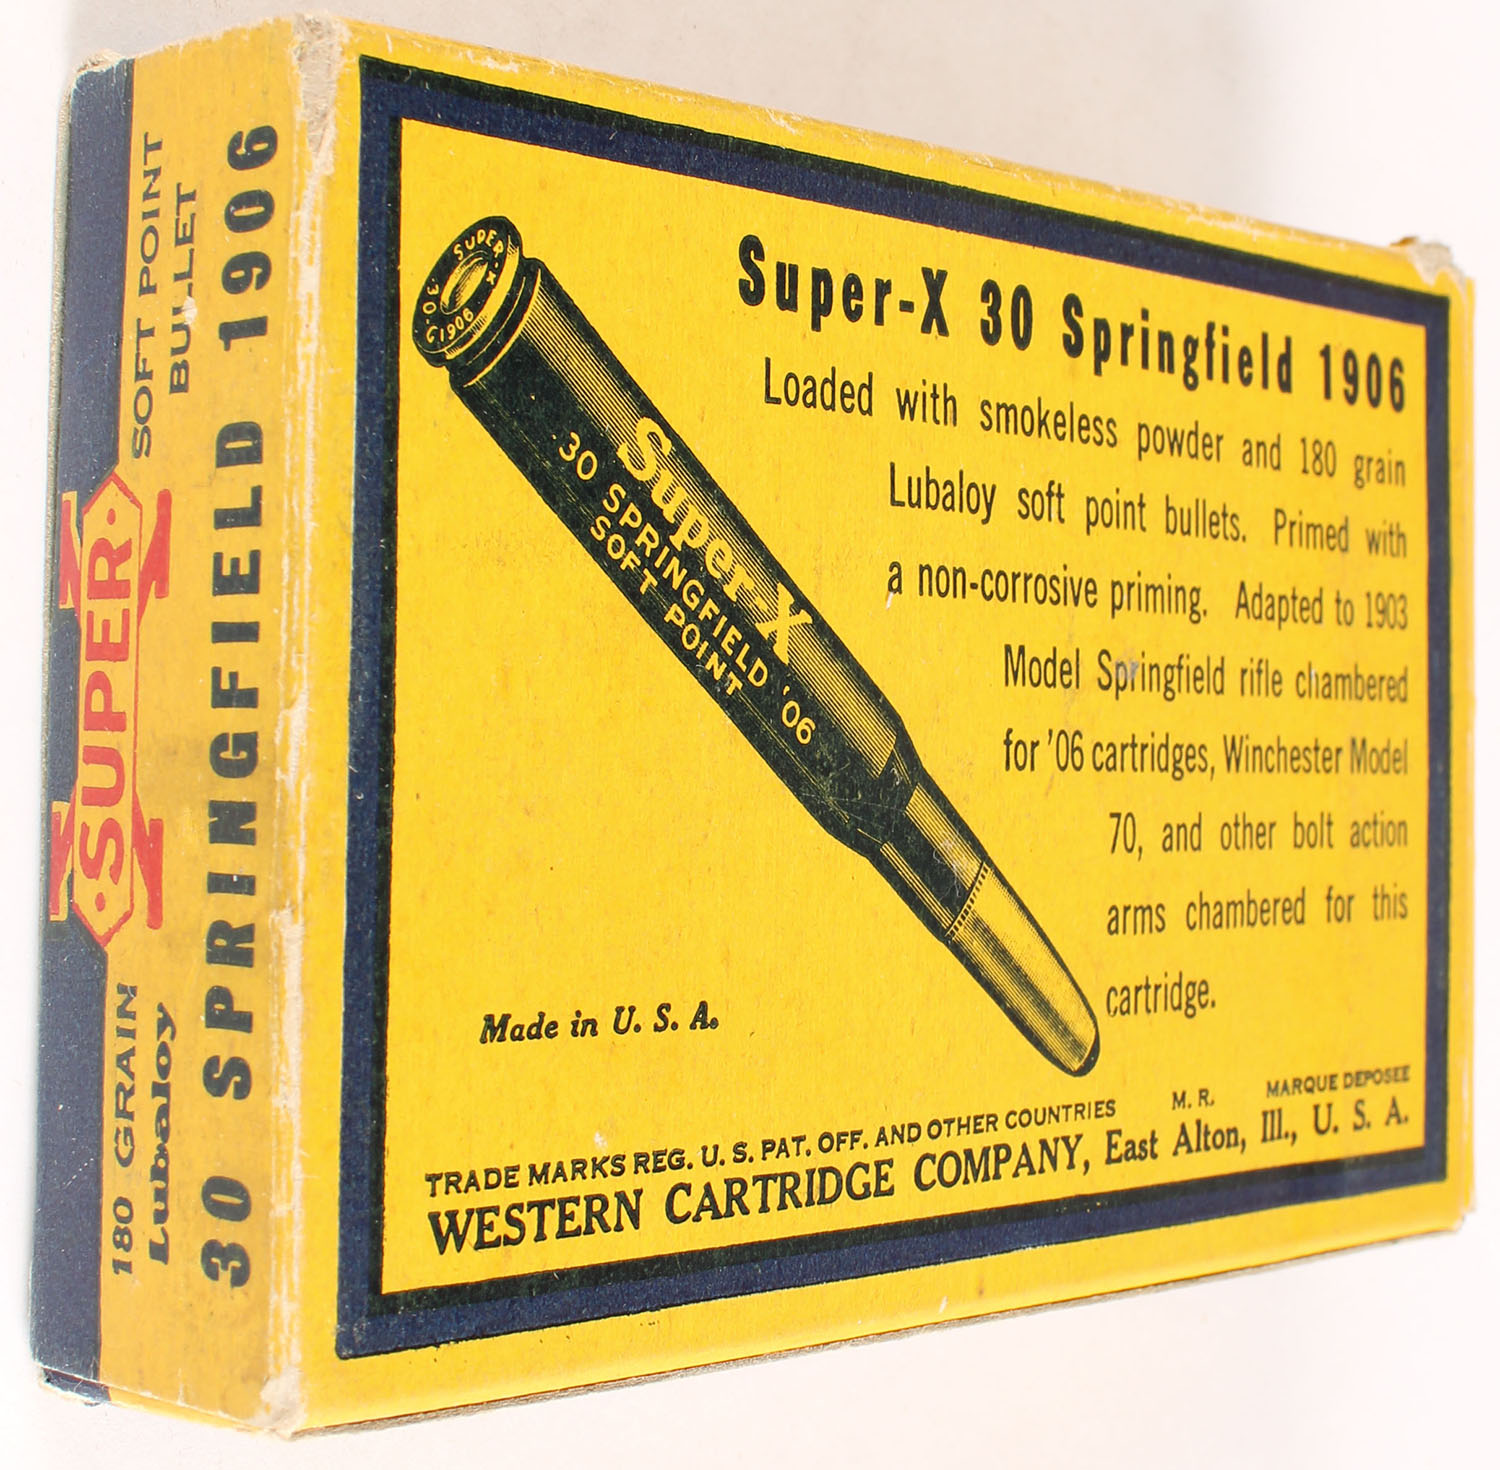 SOFT POINT
BULLET
SUPER
X
180 GRAIN
Lubaloy
30 SPRINGFIELD 1906
SUPER-X
30-G
1906
Super-X
.30 SPRINGFIELD '06
SOFT POINT
Super-X 30 Springfield 1906
Loaded with smokeless powder and 180 grain
Lubaloy soft point bullets. Primed with
a non-corrosive priming. Adapted to 1903
Model Springfield rifle chambered
for '06 cartridges, Winchester Model
70, and other bolt action
arms chambered for this
cartridge.
Made in U. S. A.
TRADE MARKS REG. U. S. PAT. OFF. AND OTHER COUNTRIES M. R. MARQUE DEPOSEE
WESTERN CARTRIDGE COMPANY, East Alton, Ill., U. S. A.